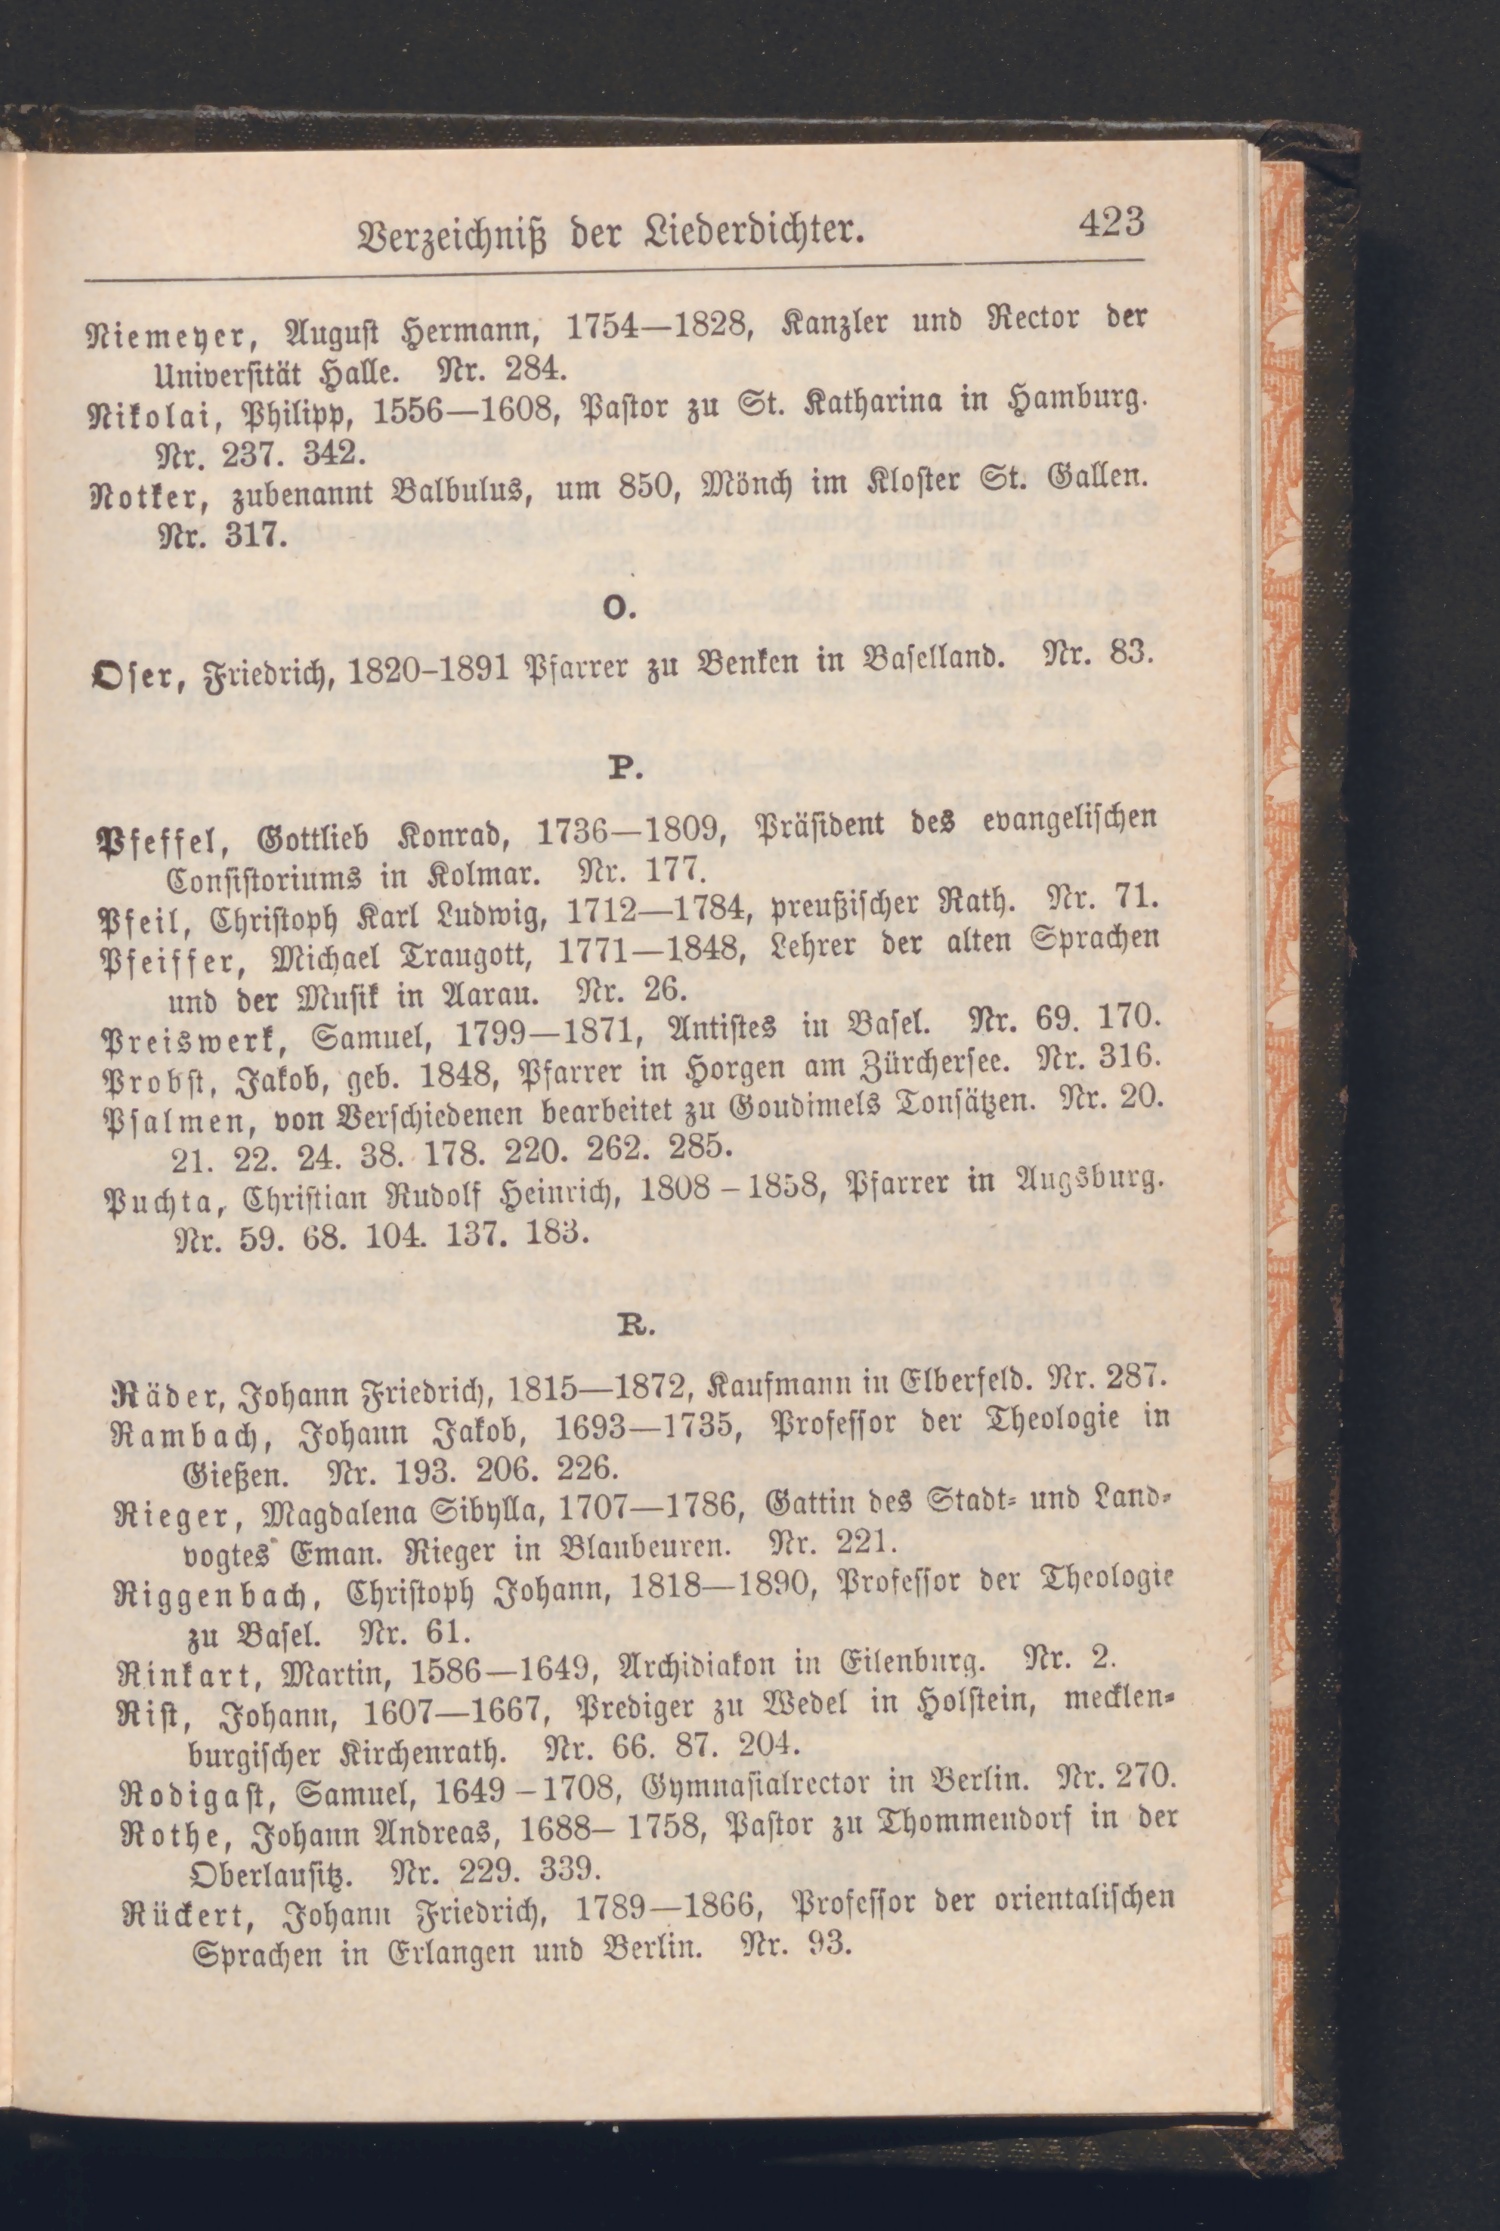 Verzeichniß der Liederdichter. 423
Niemeyer, August Hermann, 1754—1828, Kanzler und Rector der
Universität Halle. Nr. 284.
Nikolai, Philipp, 1556—1608, Pastor zu St. Katharina in Hamburg.
Nr. 237. 342.
Notker, zubenannt Balbulus, um 850, Mönch im Kloster St. Gallen.
Nr. 317.
O.
Oser, Friedrich, 1820–1891 Pfarrer zu Benken in Baselland. Nr. 83.
P.
Pfeffel, Gottlieb Konrad, 1736—1809, Präsident des evangelischen
Consistoriums in Kolmar. Nr. 177.
Pfeil, Christoph Karl Ludwig, 1712—1784, preußischer Rath. Nr. 71.
Pfeiffer, Michael Traugott, 1771—1848, Lehrer der alten Sprachen
und der Musik in Aarau. Nr. 26.
Preiswerk, Samuel, 1799—1871, Antistes in Basel. Nr. 69. 170.
Probst, Jakob, geb. 1848, Pfarrer in Horgen am Zürchersee. Nr. 316.
Psalmen, von Verschiedenen bearbeitet zu Goudimels Tonsätzen. Nr. 20.
21. 22. 24. 38. 178. 220. 262. 285.
Puchta, Christian Rudolf Heinrich, 1808–1858, Pfarrer in Augsburg.
Nr. 59. 68. 104. 137. 183.
R.
Räder, Johann Friedrich, 1815—1872, Kaufmann in Elberfeld. Nr. 287.
Rambach, Johann Jakob, 1693—1735, Professor der Theologie in
Gießen. Nr. 193. 206. 226.
Rieger, Magdalena Sibylla, 1707—1786, Gattin des Stadt- und Land-
vogtes Eman. Rieger in Blaubeuren. Nr. 221.
Riggenbach, Christoph Johann, 1818—1890, Professor der Theologie
zu Basel. Nr. 61.
Rinkart, Martin, 1586—1649, Archidiakon in Eilenburg. Nr. 2.
Rist, Johann, 1607—1667, Prediger zu Wedel in Holstein, mecklen-
burgischer Kirchenrath. Nr. 66. 87. 204.
Rodigast, Samuel, 1649–1708, Gymnasialrector in Berlin. Nr. 270.
Rothe, Johann Andreas, 1688–1758, Pastor zu Thommendorf in der
Oberlausitz. Nr. 229. 339.
Rückert, Johann Friedrich, 1789—1866, Professor der orientalischen
Sprachen in Erlangen und Berlin. Nr. 93.